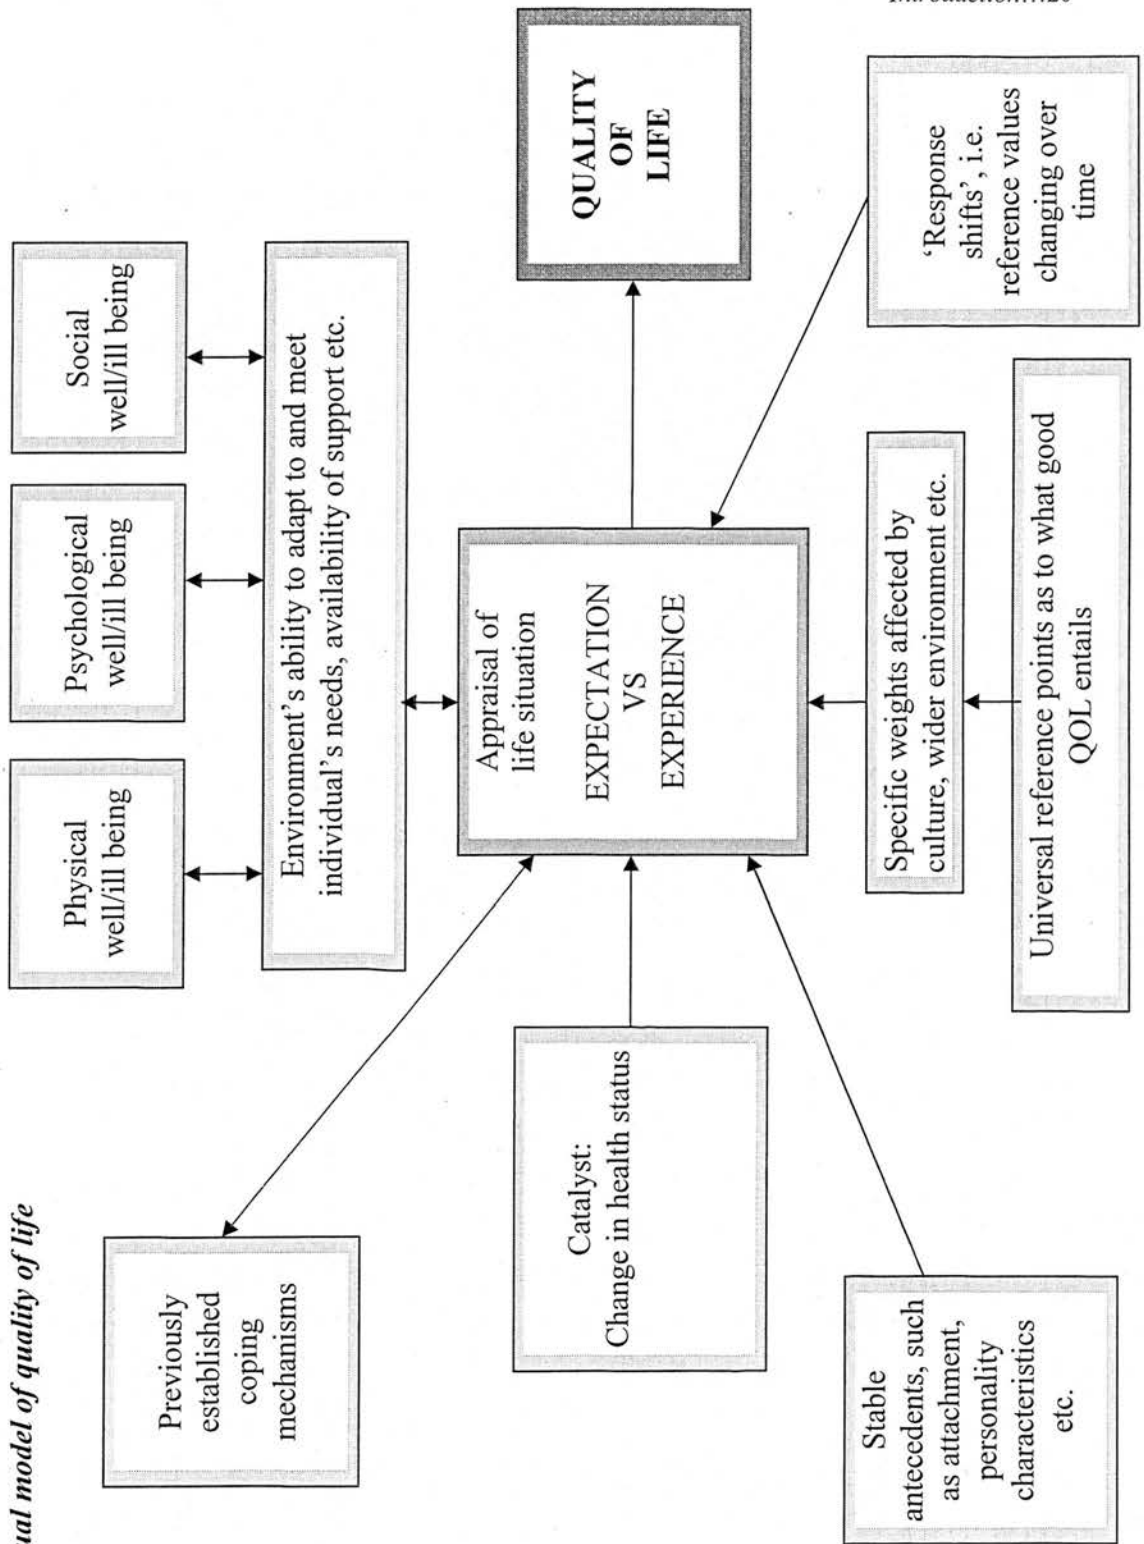 ual model of quality of life
Physical
well/ill being
Psychological
well/ill being
Social
well/ill being
Environment's ability to adapt to and meet
individual's needs, availability of support etc.
Previously
established
coping
mechanisms
Catalyst:
Change in health status
Stable
antecedents, such
as attachment,
personality
characteristics
etc.
Appraisal of
life situation
EXPECTATION
VS
EXPERIENCE
QUALITY
OF
LIFE
Specific weights affected by
culture, wider environment etc.
Universal reference points as to what good
QOL entails
‘Response
shifts’, i.e.
reference values
changing over
time